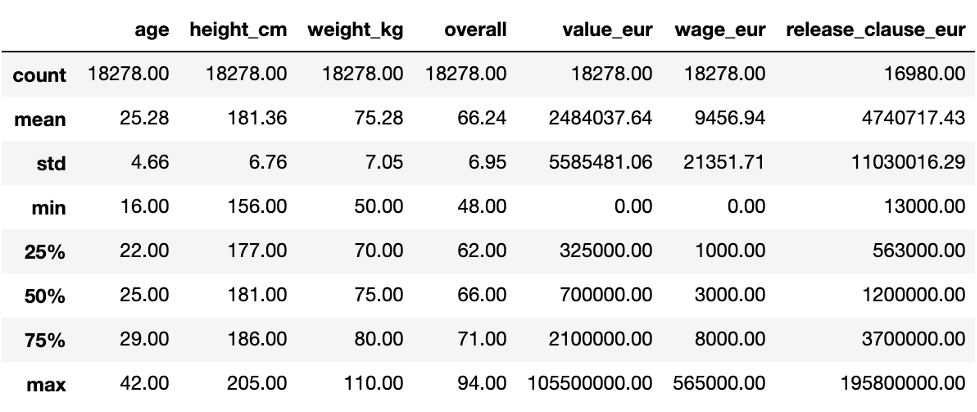 age height_cm weight_kg overall value_eur wage_eur release_clause_eur
count 18278.00 18278.00 18278.00 18278.00 18278.00 18278.00 16980.00
mean 25.28 181.36 75.28 66.24 2484037.64 9456.94 4740717.43
std 4.66 6.76 7.05 6.95 5585481.06 21351.71 11030016.29
min 16.00 156.00 50.00 48.00 0.00 0.00 13000.00
25% 22.00 177.00 70.00 62.00 325000.00 1000.00 563000.00
50% 25.00 181.00 75.00 66.00 700000.00 3000.00 1200000.00
75% 29.00 186.00 80.00 71.00 2100000.00 8000.00 3700000.00
max 42.00 205.00 110.00 94.00 105500000.00 565000.00 195800000.00